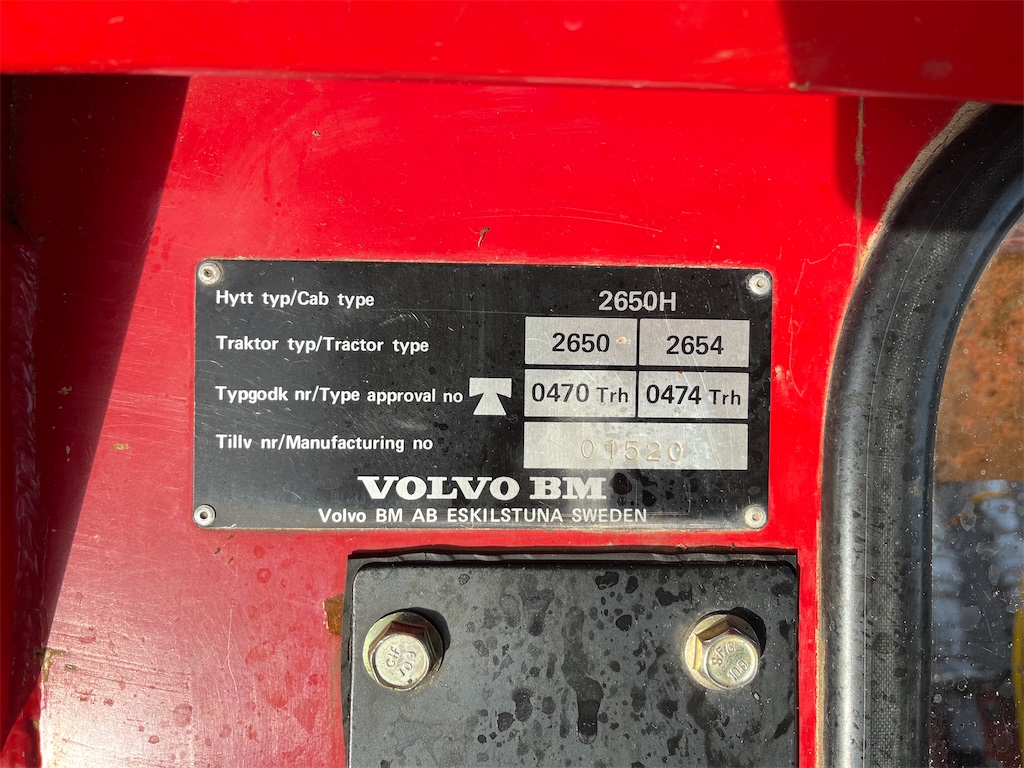 Hytt typ/Cab type 2650H
Traktor typ/Tractor type 2650 2654
Typgodk nr/Type approval no 0470 Trh 0474 Trh
Tillv nr/Manufacturing no 01520
VOLVO BM
Volvo BM AB ESKILSTUNA SWEDEN